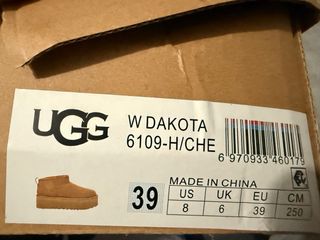 UGG
W DAKOTA
6109-H/CHE
6 970933 460179
MADE IN CHINA
39
US UK EU CM
8 6 39 250